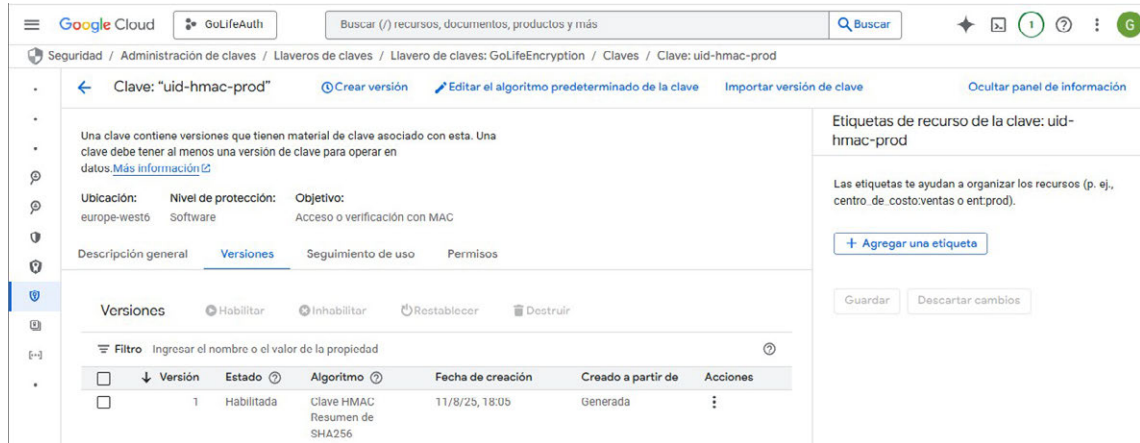 Google Cloud
GoLifeAuth
Buscar (/) recursos, documentos, productos y más
Buscar
1
G
Seguridad / Administración de claves / Llaveros de claves / Llavero de claves: GoLifeEncryption / Claves / Clave: uid-hmac-prod
Clave: "uid-hmac-prod"
Crear versión
Editar el algoritmo predeterminado de la clave
Importar versión de clave
Ocultar panel de información
Una clave contiene versiones que tienen material de clave asociado con esta. Una
clave debe tener al menos una versión de clave para operar en
datos.Más información
Ubicación: Nivel de protección: Objetivo:
europe-west6 Software Acceso o verificación con MAC
Descripción general Versiones Seguimiento de uso Permisos
Versiones Habilitar Inhabilitar Restablecer Destruir
Filtro Ingresar el nombre o el valor de la propiedad
Versión Estado Algoritmo Fecha de creación Creado a partir de Acciones
1 Habilitada Clave HMAC 11/8/25, 18:05 Generada
Resumen de
SHA256
Etiquetas de recurso de la clave: uid-
hmac-prod
Las etiquetas te ayudan a organizar los recursos (p. ej.,
centro_de_costo:ventas o ent:prod).
+ Agregar una etiqueta
Guardar Descartar cambios